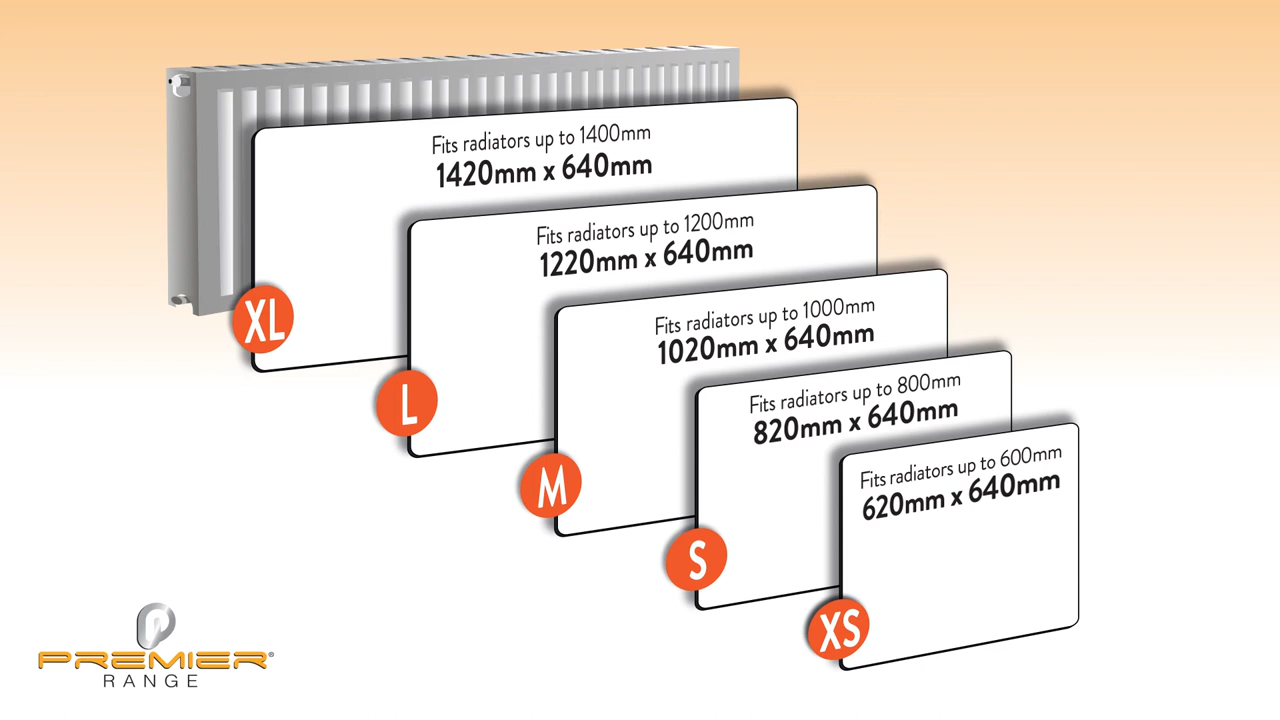 Fits radiators up to 1400mm
1420mm x 640mm
XL
Fits radiators up to 1200mm
1220mm x 640mm
L
Fits radiators up to 1000mm
1020mm x 640mm
M
Fits radiators up to 800mm
820mm x 640mm
S
Fits radiators up to 600mm
620mm x 640mm
XS
PREMIER®
RANGE